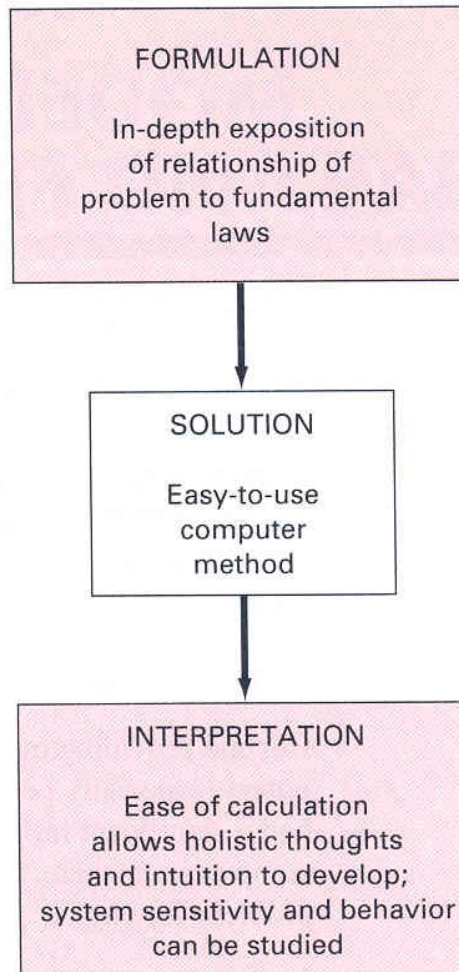 FORMULATION
In-depth exposition
of relationship of
problem to fundamental
laws
SOLUTION
Easy-to-use
computer
method
INTERPRETATION
Ease of calculation
allows holistic thoughts
and intuition to develop;
system sensitivity and behavior
can be studied